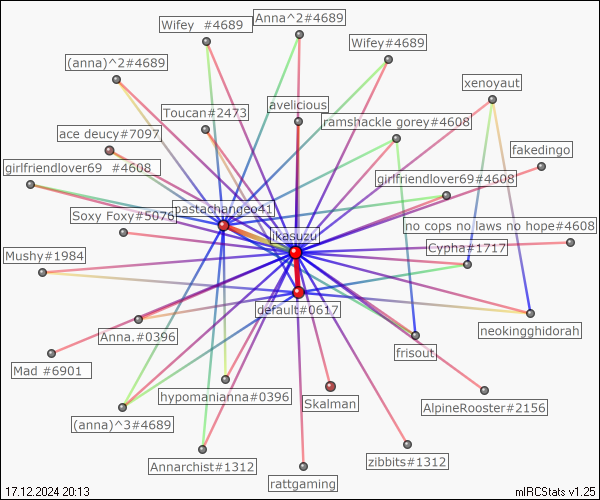 Wifey  #4689
Anna^2#4689
Wifey#4689
(anna)^2#4689
xenoyaut
Toucan#2473
avelicious
ramshackle gorey#4608
ace deucy#7097
fakedingo
girlfriendlover69  #4608
girlfriendlover69#4608
pastachangeo41
Soxy Foxy#5076
no cops no laws no hope#4608
ikasuzu
Cypha#1717
Mushy#1984
default#0617
neokingghidorah
Anna.#0396
frisout
Mad #6901
hypomanianna#0396
Skalman
AlpineRooster#2156
(anna)^3#4689
Annarchist#1312
zibbits#1312
rattgaming
17.12.2024 20:13
mIRCStats v1.25